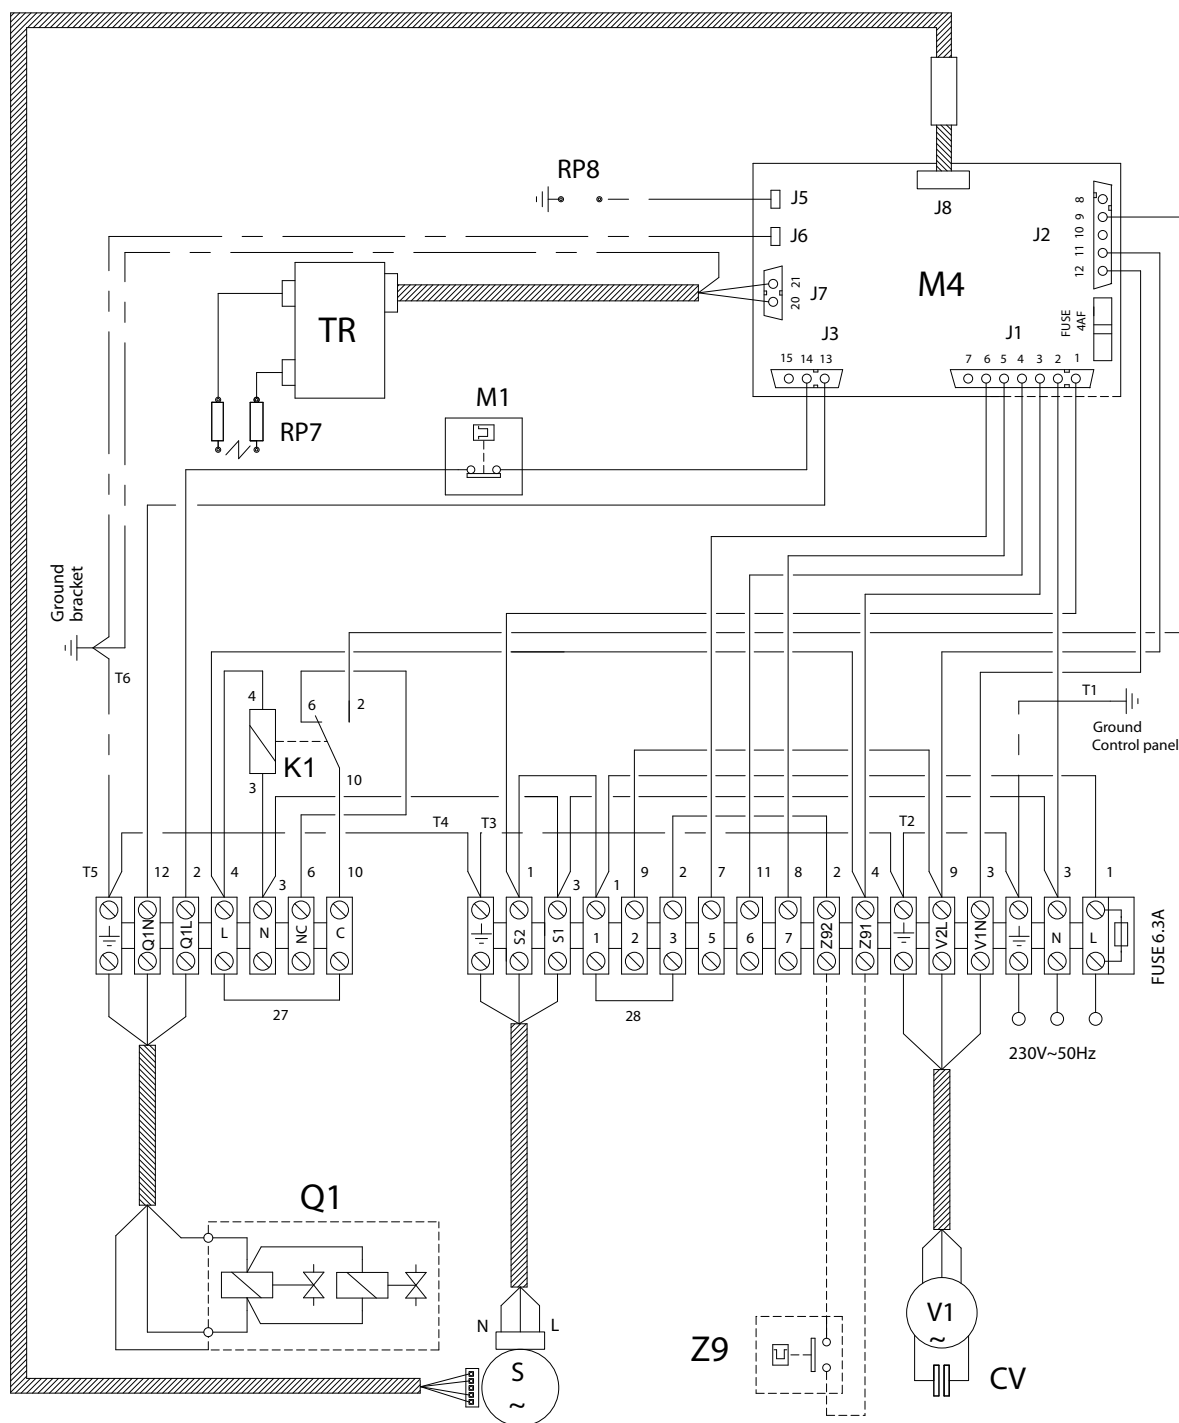 RP8
J5
J8
8
9
10
11
12
J2
J6
M4
21
20
J7
TR
J3
FUSE
4AF
J1
15 14 13
7 6 5 4 3 2 1
M1
RP7
Ground
bracket
T6
T1
Ground
Control panel
4
6
2
K1
10
3
T4
T3
T2
T5
12
2
4
3
6
10
1
3
1
9
2
7
11
8
2
4
9
3
3
1
Q1N
Q1L
L
N
NC
C
S2
S1
1
2
3
5
6
7
Z92
Z91
V2L
V1N
N
L
FUSE 6.3A
27
28
230V~50Hz
Q1
N
L
S
~
Z9
V1
~
CV